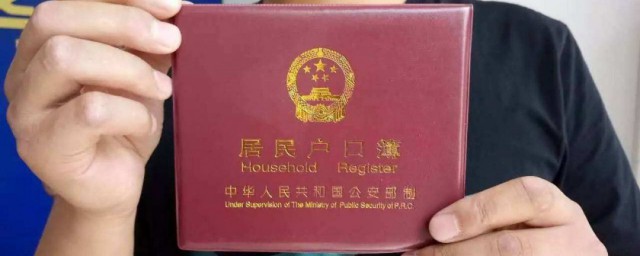 居民户口簿
Household Register
中华人民共和国公安部制
Under Supervision of The Ministry of Public Security of P.R.C